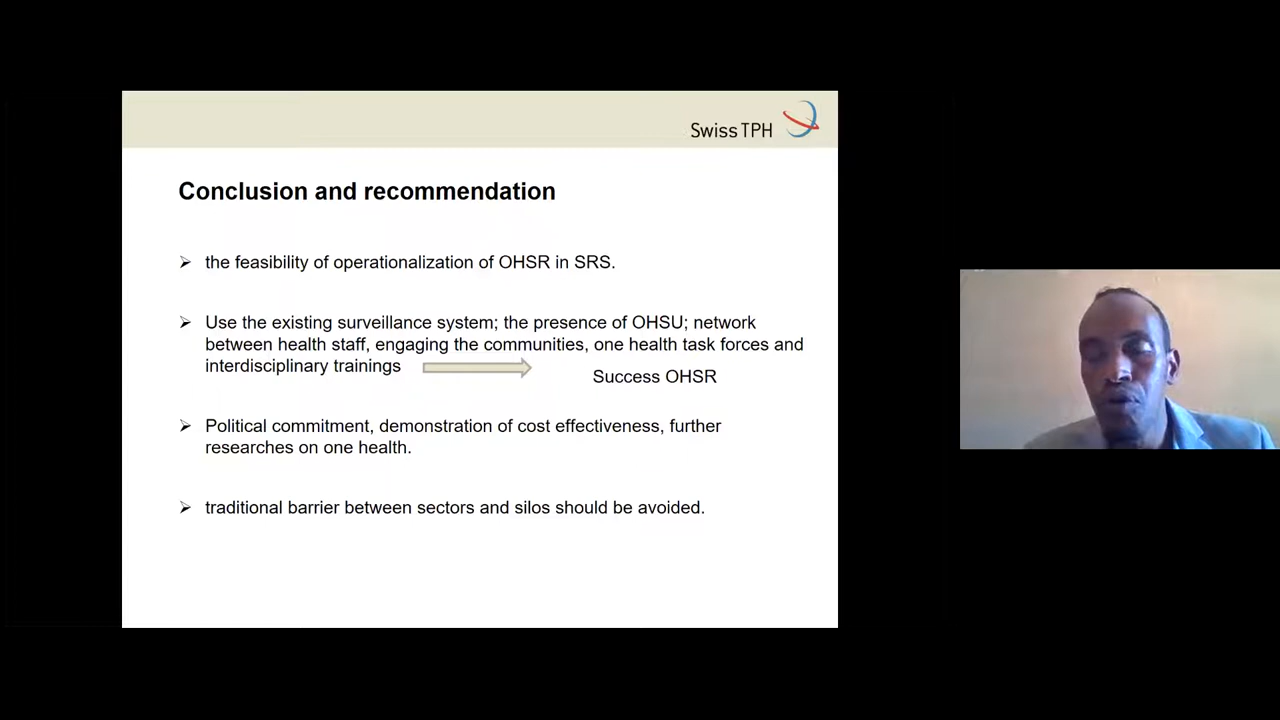 Swiss TPH
Conclusion and recommendation
the feasibility of operationalization of OHSR in SRS.
Use the existing surveillance system; the presence of OHSU; network
between health staff, engaging the communities, one health task forces and
interdisciplinary trainings
Success OHSR
Political commitment, demonstration of cost effectiveness, further
researches on one health.
traditional barrier between sectors and silos should be avoided.